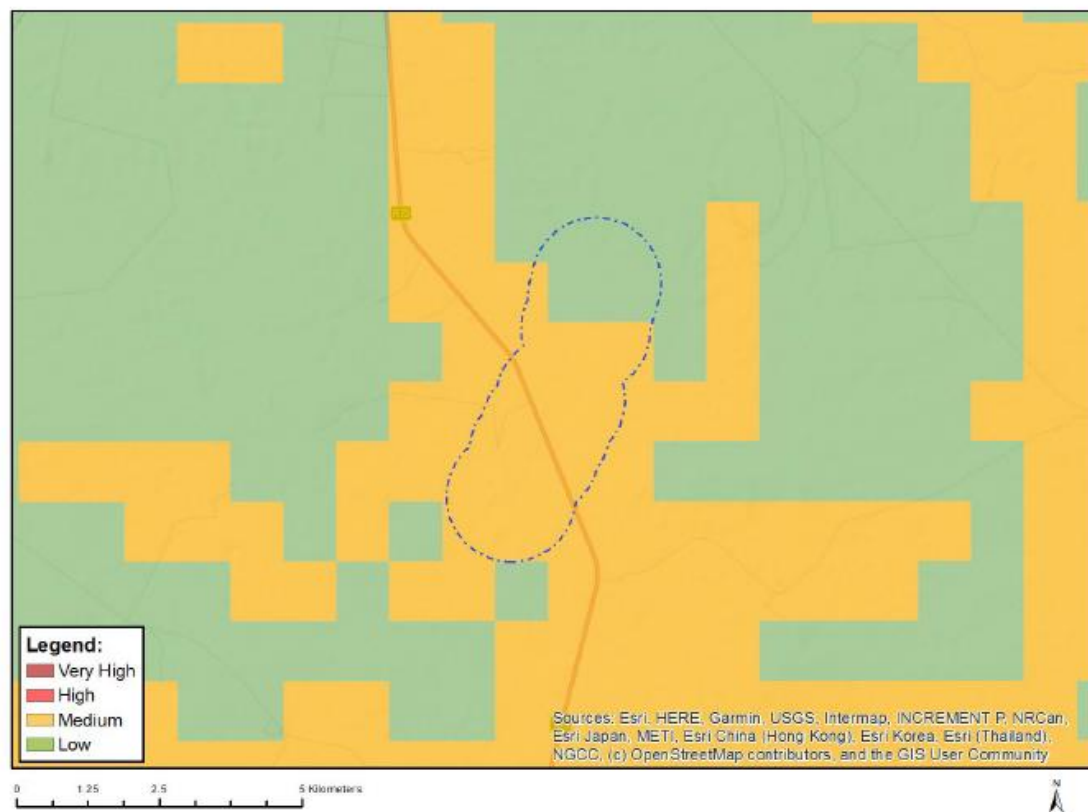 Legend:
Very High
High
Medium
Low
Sources: Esri, HERE, Garmin, USGS, Intermap, INCREMENT P, NRCan,
Esri Japan, METI, Esri China (Hong Kong), Esri Korea, Esri (Thailand),
NGCC, (c) OpenStreetMap contributors, and the GIS User Community
0 1.25 2.5 5 Kilometers
N